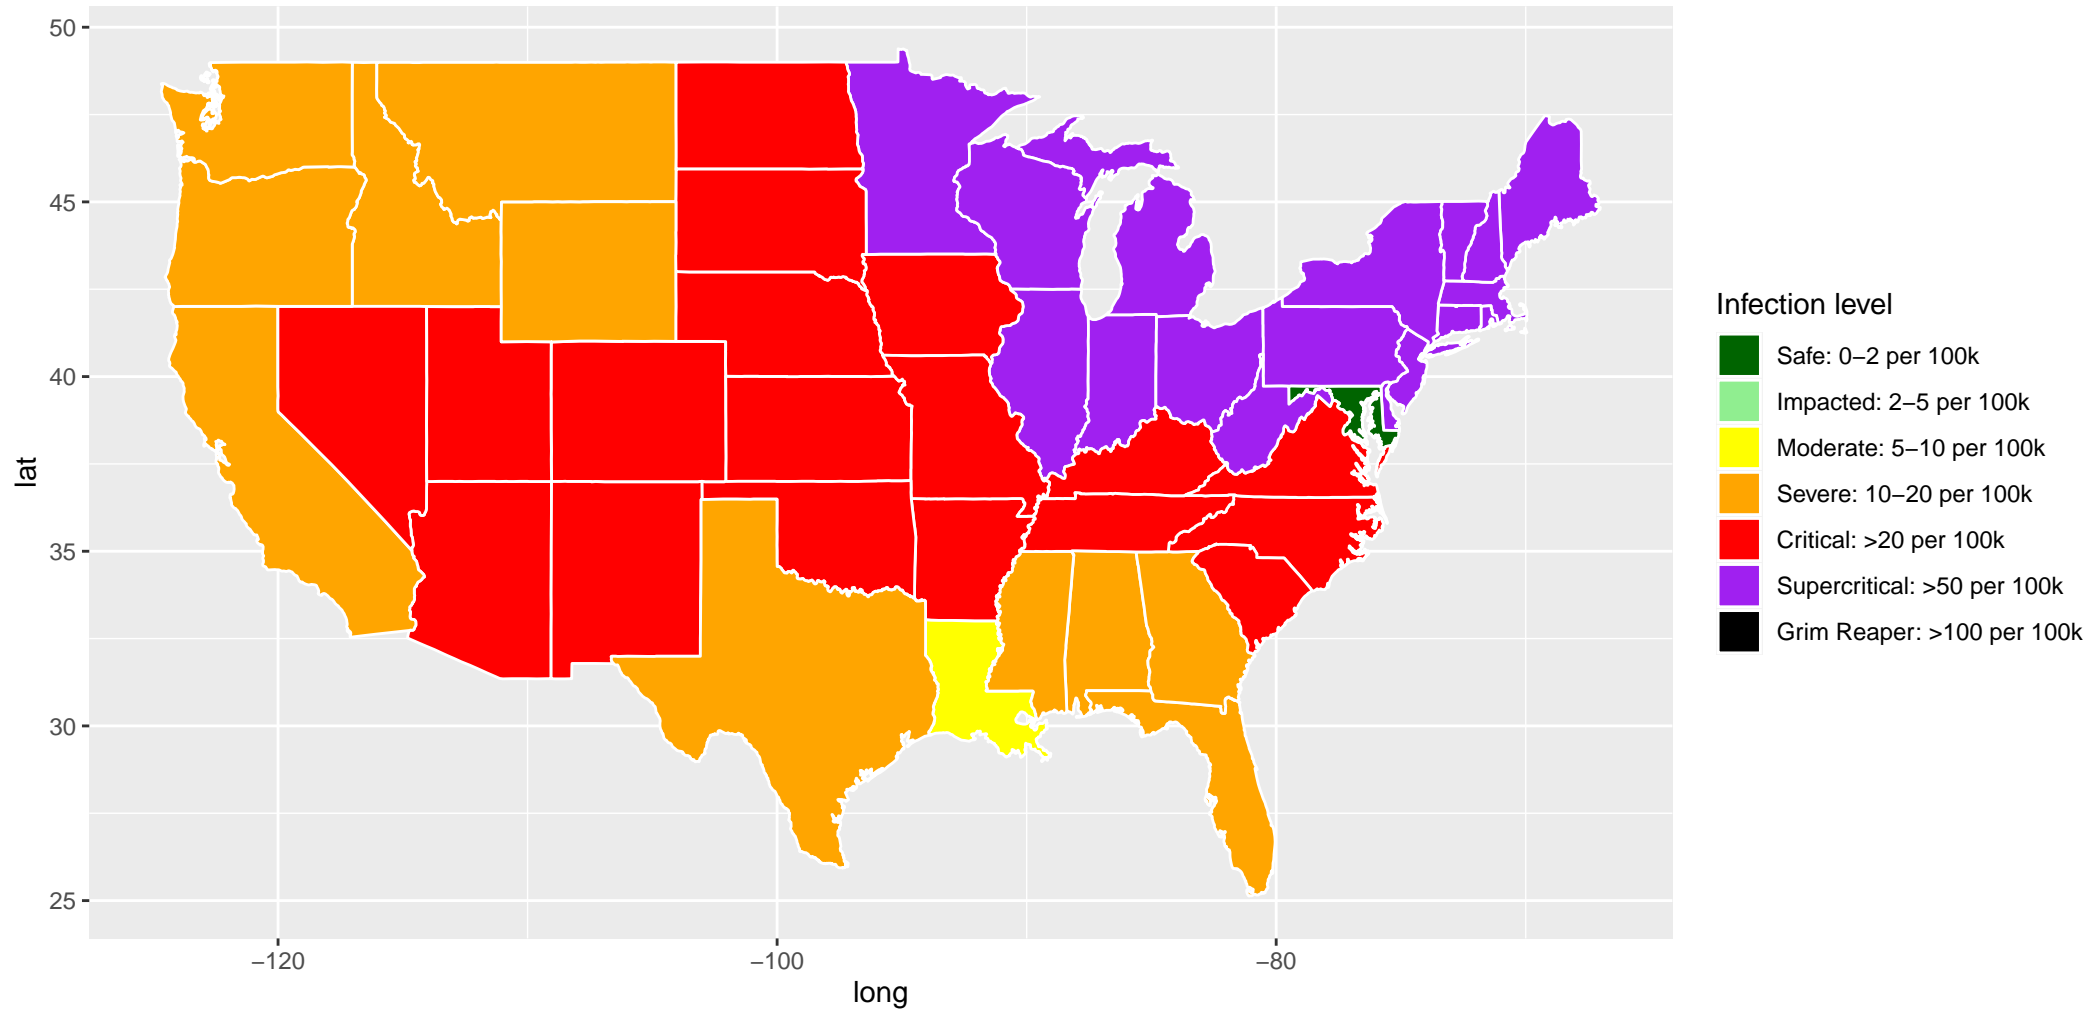 50
45
40
35
30
25
lat
−120
−100
−80
long
Infection level
Safe: 0−2 per 100k
Impacted: 2−5 per 100k
Moderate: 5−10 per 100k
Severe: 10−20 per 100k
Critical: >20 per 100k
Supercritical: >50 per 100k
Grim Reaper: >100 per 100k